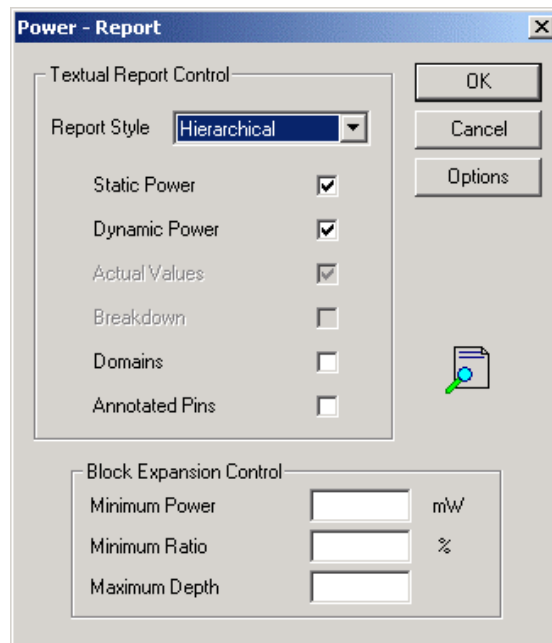 Power - Report
Textual Report Control
Report Style Hierarchical
Static Power
Dynamic Power
Actual Values
Breakdown
Domains
Annotated Pins
OK
Cancel
Options
Block Expansion Control
Minimum Power mW
Minimum Ratio %
Maximum Depth